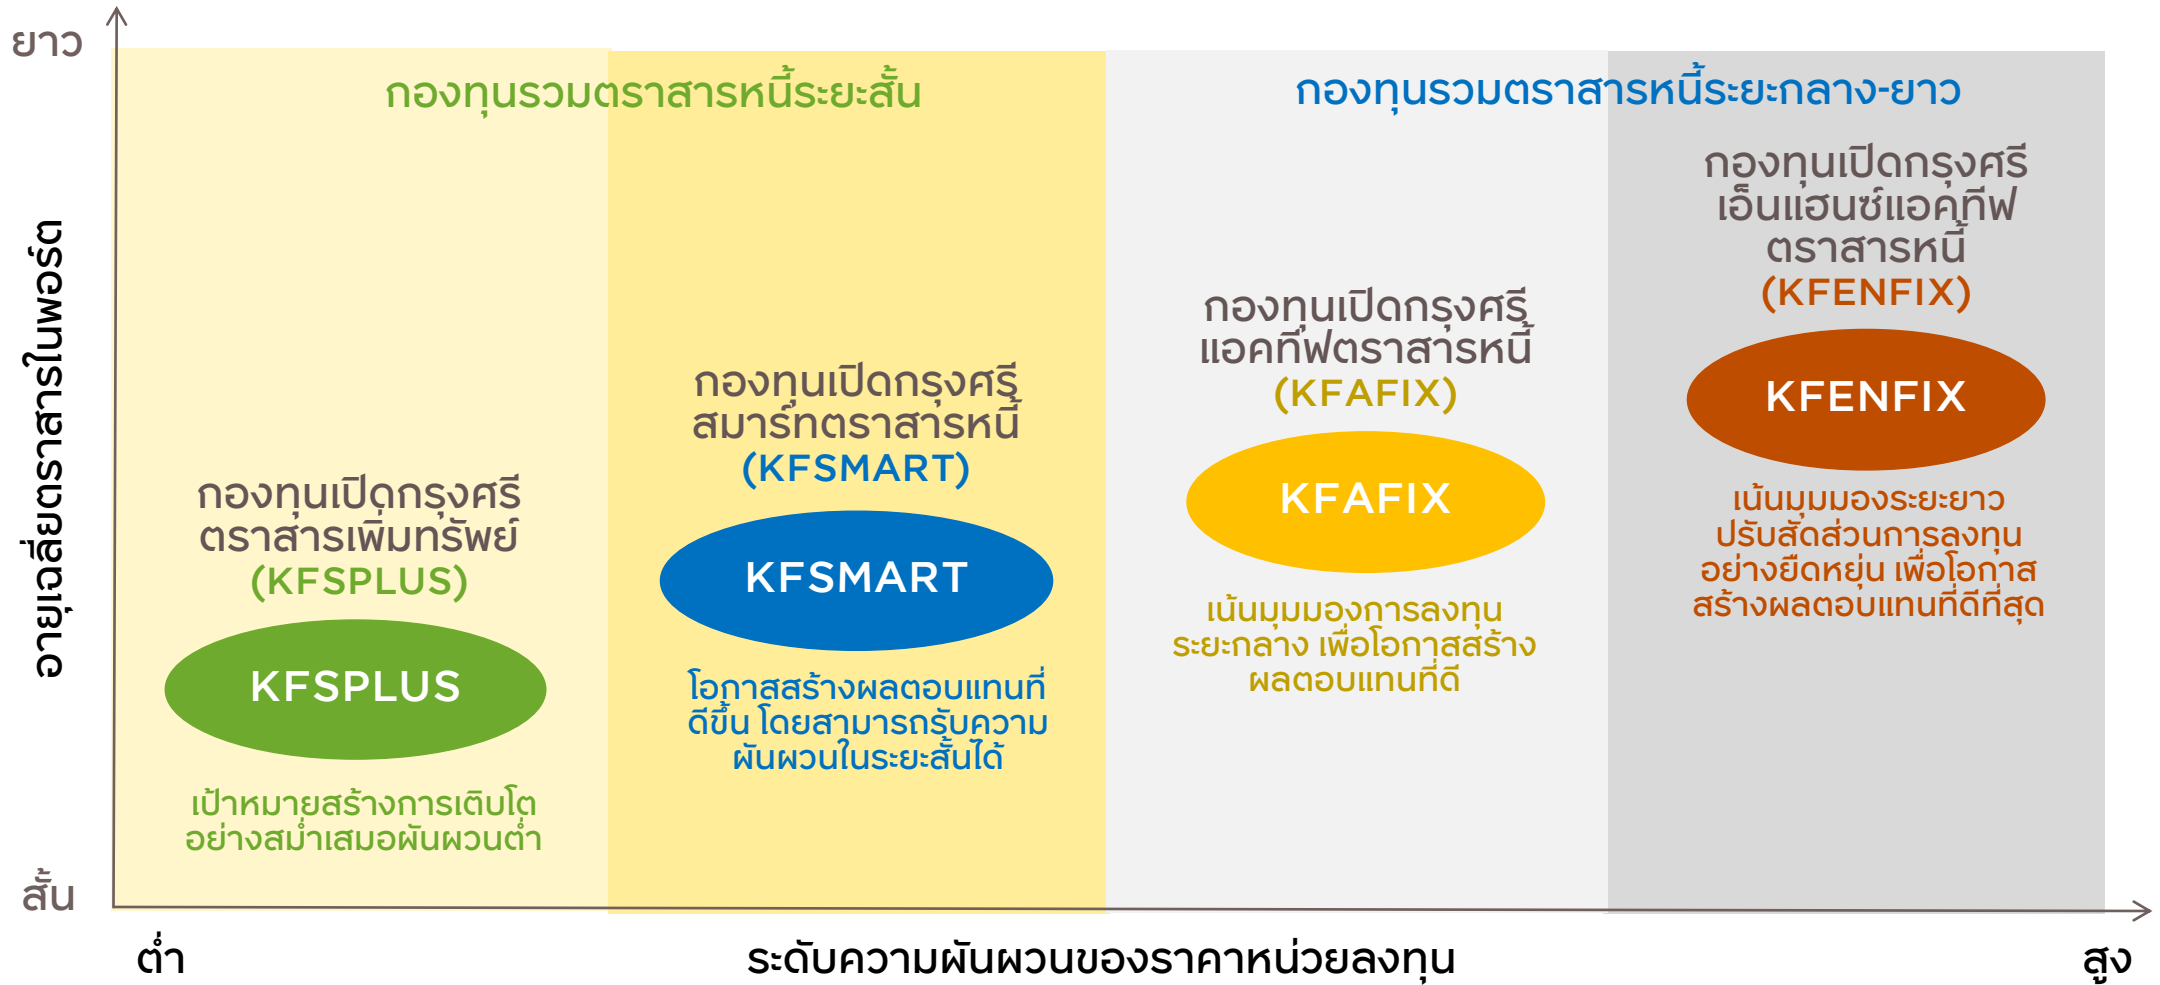 ยาว
กองทุนรวมตราสารหนี้ระยะสั้น
กองทุนรวมตราสารหนี้ระยะกลาง-ยาว
อายุเฉลี่ยตราสารในพอร์ต
กองทุนเปิดกรุงศรี
ตราสารเพิ่มทรัพย์
(KFSPLUS)
KFSPLUS
เป้าหมายสร้างการเติบโต
อย่างสม่ำเสมอผันผวนต่ำ
กองทุนเปิดกรุงศรี
สมาร์ทตราสารหนี้
(KFSMART)
KFSMART
โอกาสสร้างผลตอบแทนที่
ดีขึ้น โดยสามารถรับความ
ผันผวนในระยะสั้นได้
กองทุนเปิดกรุงศรี
แอคทีฟตราสารหนี้
(KFAFIX)
KFAFIX
เน้นมุมมองการลงทุน
ระยะกลาง เพื่อโอกาสสร้าง
ผลตอบแทนที่ดี
กองทุนเปิดกรุงศรี
เอ็นแฮนซ์แอคทีฟ
ตราสารหนี้
(KFENFIX)
KFENFIX
เน้นมุมมองระยะยาว
ปรับสัดส่วนการลงทุน
อย่างยืดหยุ่น เพื่อโอกาส
สร้างผลตอบแทนที่ดีที่สุด
สั้น
ต่ำ
ระดับความผันผวนของราคาหน่วยลงทุน
สูง